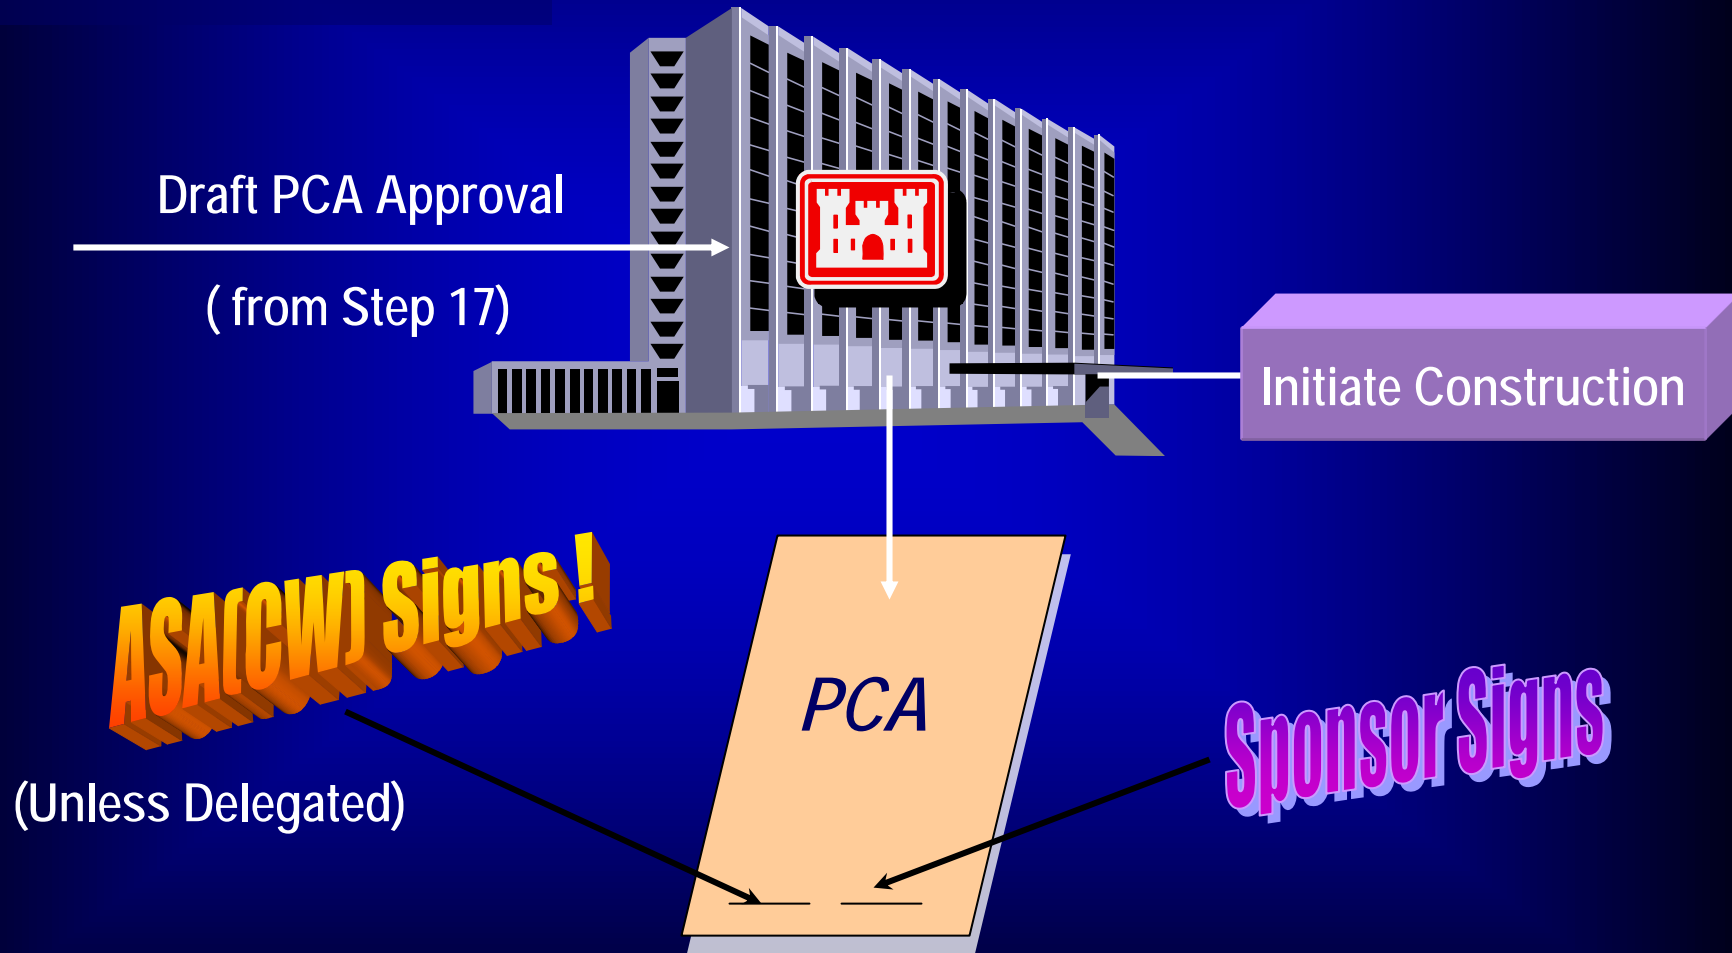 Draft PCA Approval
( from Step 17)
Initiate Construction
ASA(CW) Signs !
(Unless Delegated)
PCA
Sponsor Signs